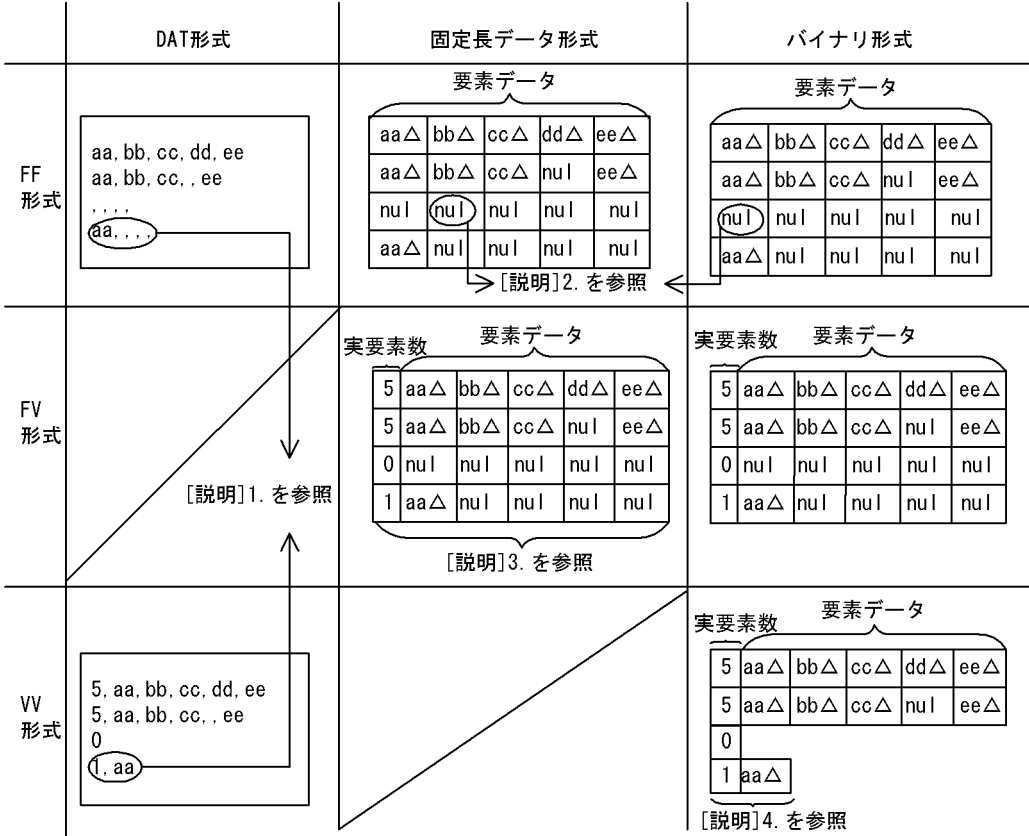 DAT形式 固定長データ形式 バイナリ形式
FF
形式
aa,bb,cc,dd,ee
aa,bb,cc,,ee
,,,,
aa,,,,
要素データ
aa△ bb△ cc△ dd△ ee△
aa△ bb△ cc△ nul ee△
nul nul nul nul nul
aa△ nul nul nul nul
要素データ
aa△ bb△ cc△ dd△ ee△
aa△ bb△ cc△ nul ee△
nul nul nul nul nul
aa△ nul nul nul nul
[説明]2.を参照
FV
形式
[説明]1.を参照
実要素数 要素データ
5 aa△ bb△ cc△ dd△ ee△
5 aa△ bb△ cc△ nul ee△
0 nul nul nul nul nul
1 aa△ nul nul nul nul
[説明]3.を参照
実要素数 要素データ
5 aa△ bb△ cc△ dd△ ee△
5 aa△ bb△ cc△ nul ee△
0 nul nul nul nul nul
1 aa△ nul nul nul nul
VV
形式
5,aa,bb,cc,dd,ee
5,aa,bb,cc,,ee
0
1,aa
実要素数 要素データ
5 aa△ bb△ cc△ dd△ ee△
5 aa△ bb△ cc△ nul ee△
0
1 aa△
[説明]4.を参照